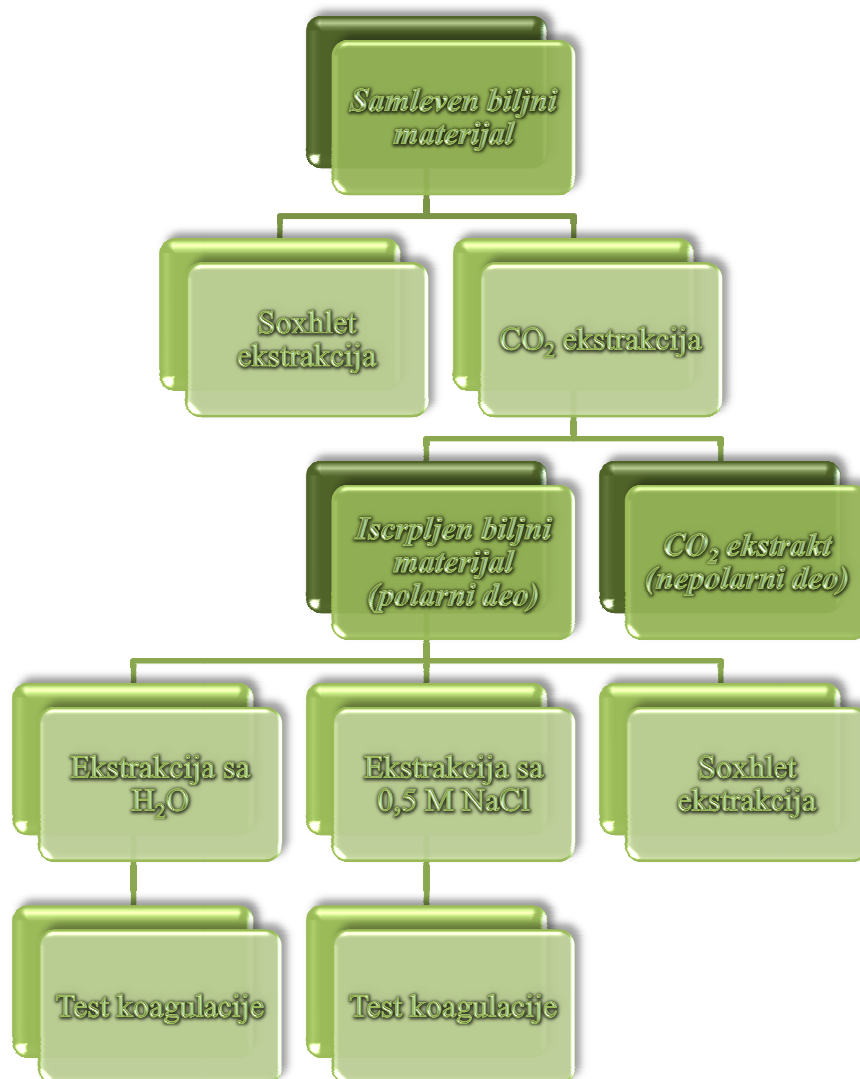 Samleven biljni
materijal
Soxhlet
ekstrakcija
CO₂ ekstrakcija
Iscrpljen biljni
materijal
(polarni deo)
CO₂ ekstrakt
(nepolarni deo)
Ekstrakcija sa
H₂O
Ekstrakcija sa
0,5 M NaCl
Soxhlet
ekstrakcija
Test koagulacije
Test koagulacije